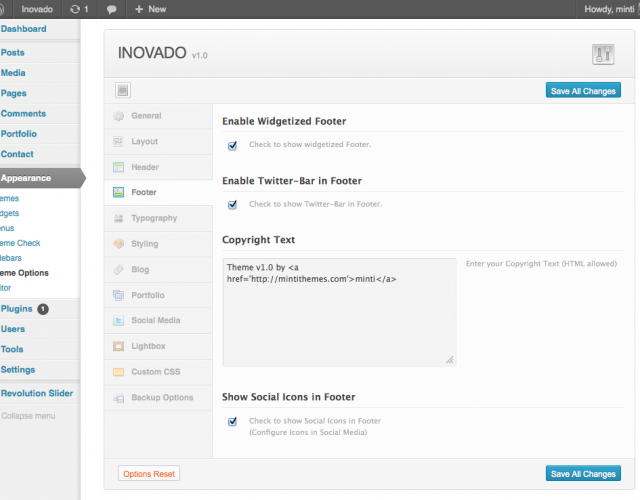 Inovado 1 New Howdy, minti
Dashboard
Posts
Media
Pages
Comments
Portfolio
Contact
Appearance
emes
dgets
nus
eme Check
lebars
eme Options
itor
Plugins 1
Users
Tools
Settings
Revolution Slider
Collapse menu
INOVADO v1.0
Save All Changes
General
Layout
Header
Footer
Typography
Styling
Blog
Portfolio
Social Media
Lightbox
Custom CSS
Backup Options
Enable Widgetized Footer
Check to show widgetized Footer.
Enable Twitter-Bar in Footer
Check to show Twitter-Bar in Footer.
Copyright Text
Theme v1.0 by <a
href='http://mintithemes.com'>minti</a>
Enter your Copyright Text (HTML allowed)
Show Social Icons in Footer
Check to show Social Icons in Footer
(Configure Icons in Social Media)
Options Reset
Save All Changes